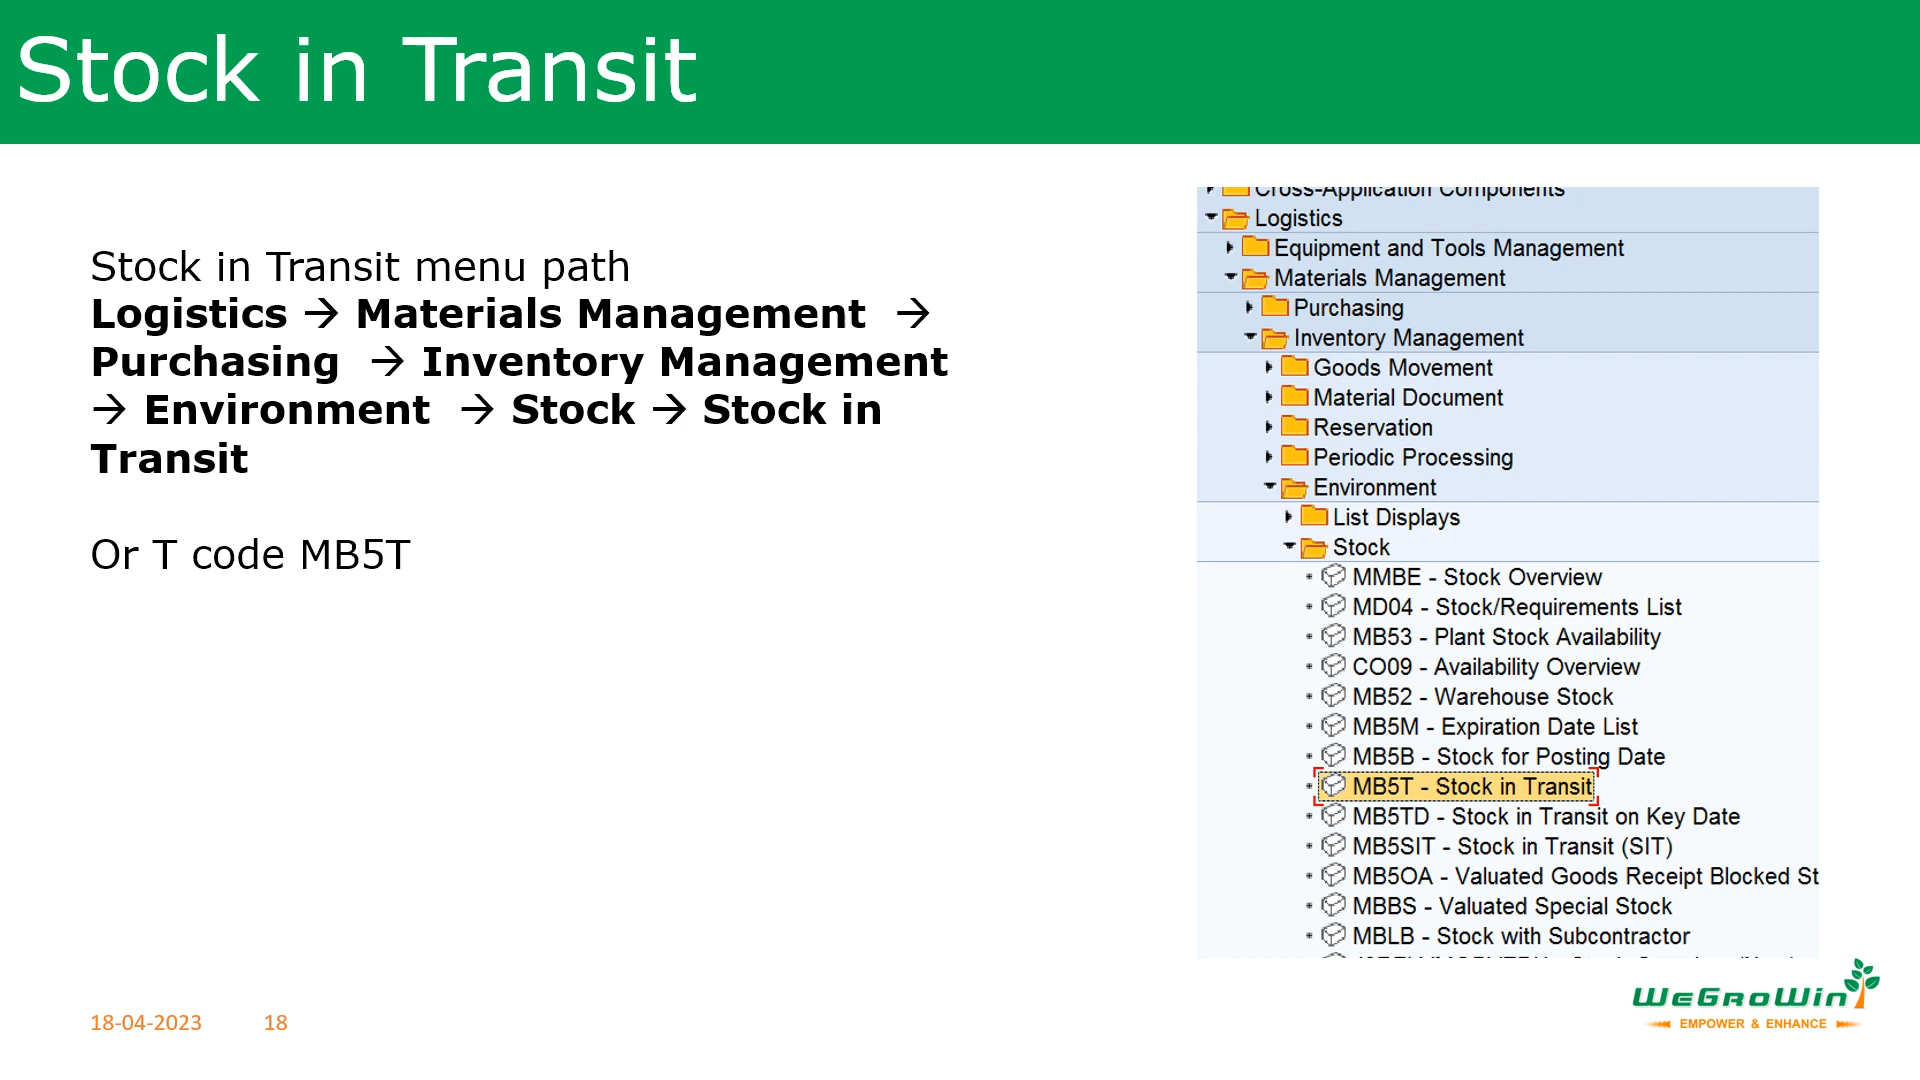 Stock in Transit
Stock in Transit menu path
Logistics → Materials Management →
Purchasing → Inventory Management
→ Environment → Stock → Stock in
Transit
Or T code MB5T
Cross-Application Components
Logistics
Equipment and Tools Management
Materials Management
Purchasing
Inventory Management
Goods Movement
Material Document
Reservation
Periodic Processing
Environment
List Displays
Stock
MMBE - Stock Overview
MD04 - Stock/Requirements List
MB53 - Plant Stock Availability
CO09 - Availability Overview
MB52 - Warehouse Stock
MB5M - Expiration Date List
MB5B - Stock for Posting Date
MB5T - Stock in Transit
MB5TD - Stock in Transit on Key Date
MB5SIT - Stock in Transit (SIT)
MB5OA - Valuated Goods Receipt Blocked St
MBBS - Valuated Special Stock
MBLB - Stock with Subcontractor
18-04-2023 18
WeGroWin
EMPOWER & ENHANCE